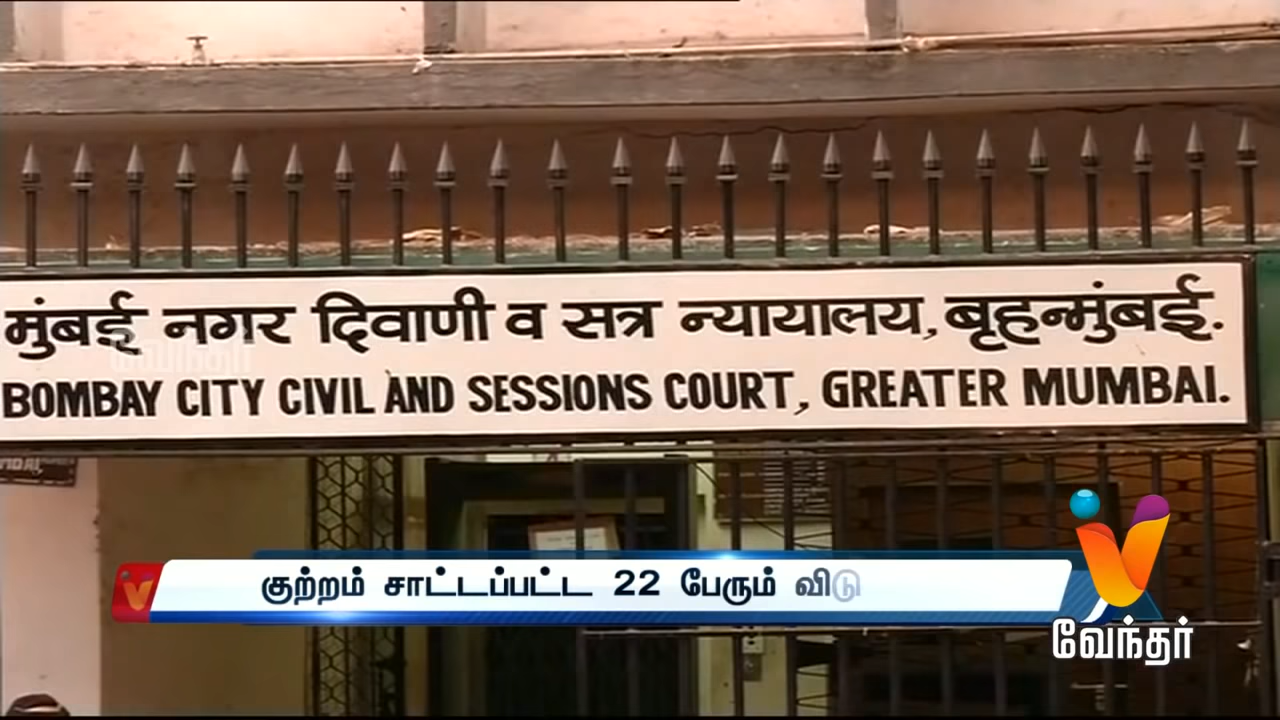 मुंबई नगर दिवाणी व सत्र न्यायालय, बृहन्मुंबई.
வேந்தர்
BOMBAY CITY CIVIL AND SESSIONS COURT, GREATER MUMBAI.
குற்றம் சாட்டப்பட்ட 22 பேரும் விடு
வேந்தர்